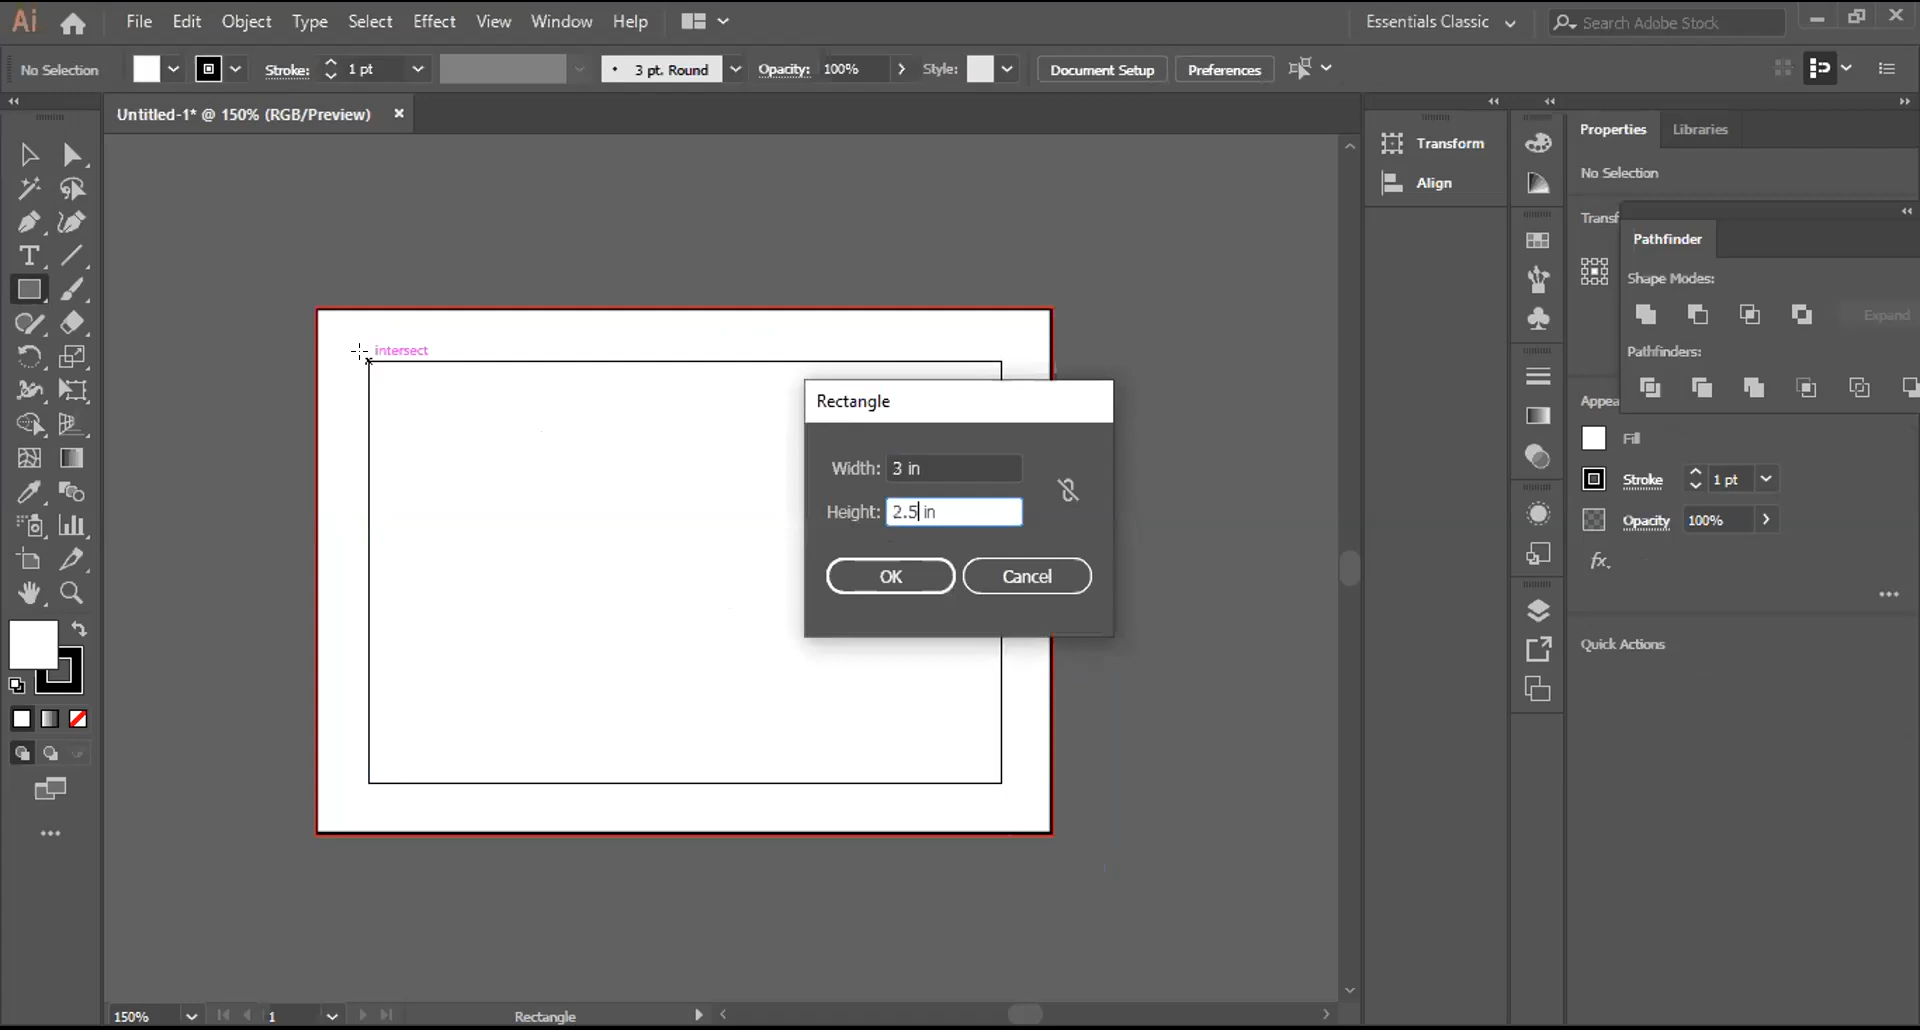 Ai File Edit Object Type Select Effect View Window Help Essentials Classic Search Adobe Stock
No Selection Stroke: 1 pt 3 pt. Round Opacity: 100% Style: Document Setup Preferences
Untitled-1* @ 150% (RGB/Preview)
Transform
Align
Properties Libraries
No Selection
Transf
Pathfinder
Shape Modes:
Expand
Pathfinders:
Appea
Fill
Stroke 1 pt
Opacity 100%
fx.
Quick Actions
intersect
Rectangle
Width: 3 in
Height: 2.5 in
OK Cancel
150% 1 Rectangle